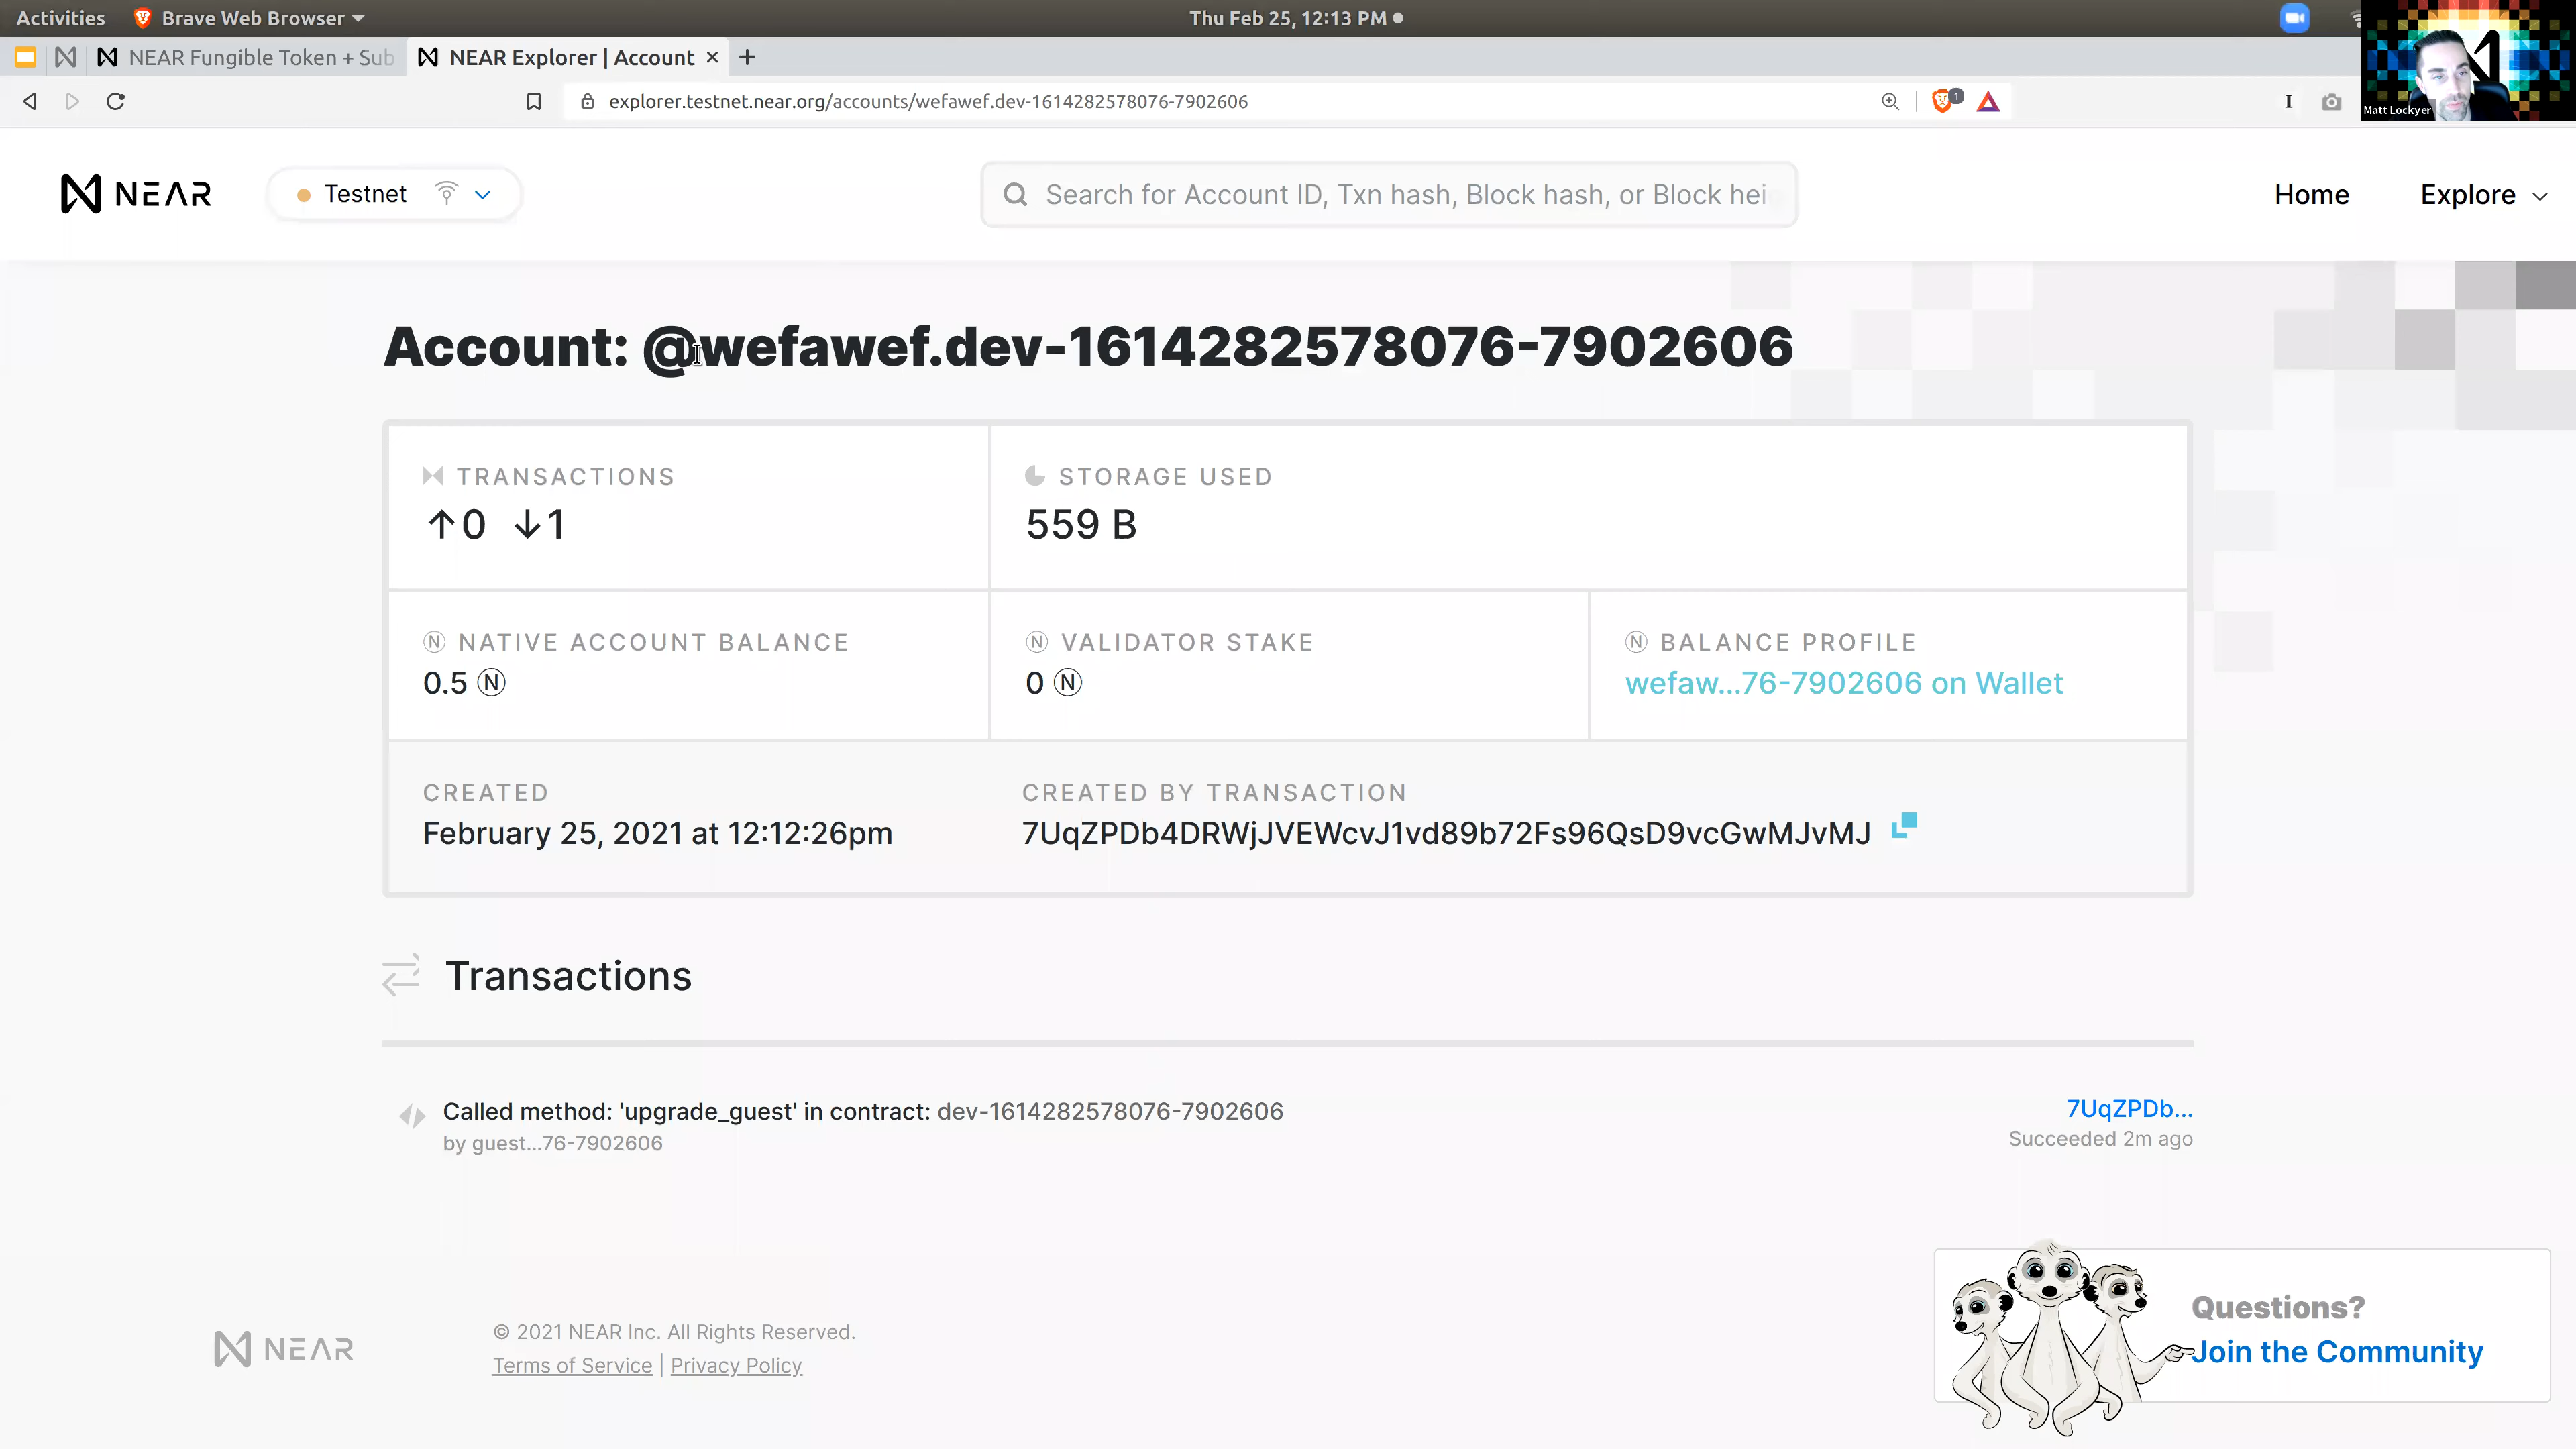 Activities Brave Web Browser Thu Feb 25, 12:13 PM
NEAR Fungible Token + Sub NEAR Explorer | Account
explorer.testnet.near.org/accounts/wefawef.dev-1614282578076-7902606 1
Matt Lockyer
NEAR Testnet Search for Account ID, Txn hash, Block hash, or Block hei Home Explore
Account: @wefawef.dev-1614282578076-7902606
TRANSACTIONS STORAGE USED
↑0 ↓1 559 B
NATIVE ACCOUNT BALANCE VALIDATOR STAKE BALANCE PROFILE
0.5 Ⓝ 0 Ⓝ wefaw...76-7902606 on Wallet
CREATED CREATED BY TRANSACTION
February 25, 2021 at 12:12:26pm 7UqZPDb4DRWjJVEWcvJ1vd89b72Fs96QsD9vcGwMJvMJ
Transactions
Called method: 'upgrade_guest' in contract: dev-1614282578076-7902606 7UqZPDb...
by guest...76-7902606 Succeeded 2m ago
Questions?
Join the Community
NEAR © 2021 NEAR Inc. All Rights Reserved.
Terms of Service | Privacy Policy